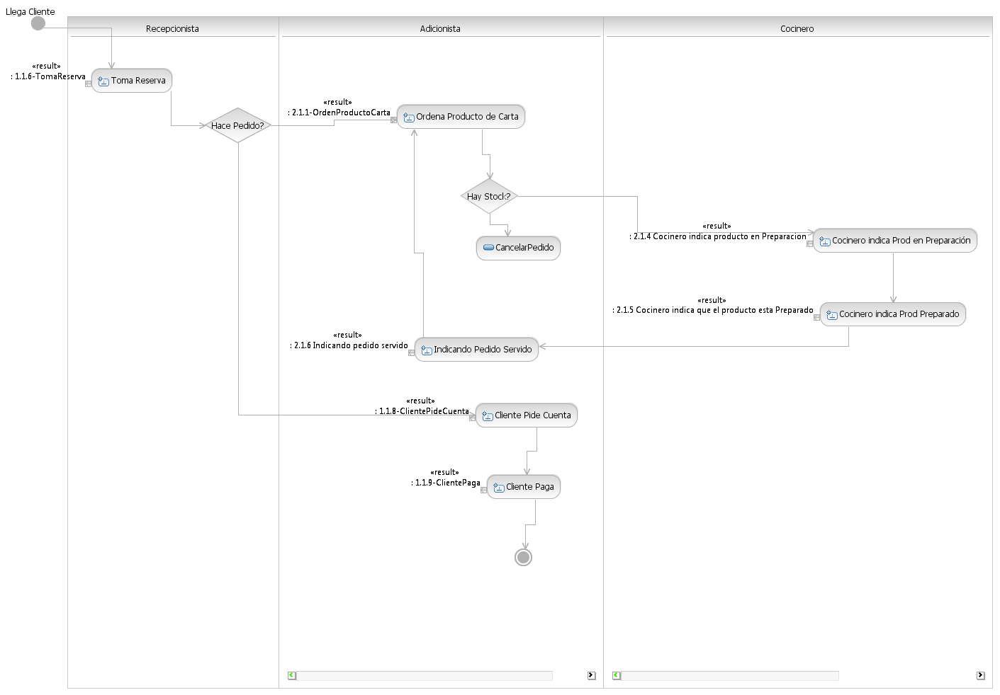 Llega Cliente
Recepcionista
Adicionista
Cocinero
«result»
: 1.1.6-TomaReserva
Toma Reserva
Hace Pedido?
«result»
: 2.1.1-OrdenProductoCarta
Ordena Producto de Carta
Hay Stock?
CancelarPedido
«result»
: 2.1.4 Cocinero indica producto en Preparacion
Cocinero indica Prod en Preparación
«result»
: 2.1.5 Cocinero indica que el producto esta Preparado
Cocinero indica Prod Preparado
«result»
: 2.1.6 Indicando pedido servido
Indicando Pedido Servido
«result»
: 1.1.8-ClientePideCuenta
Cliente Pide Cuenta
«result»
: 1.1.9-ClientePaga
Cliente Paga